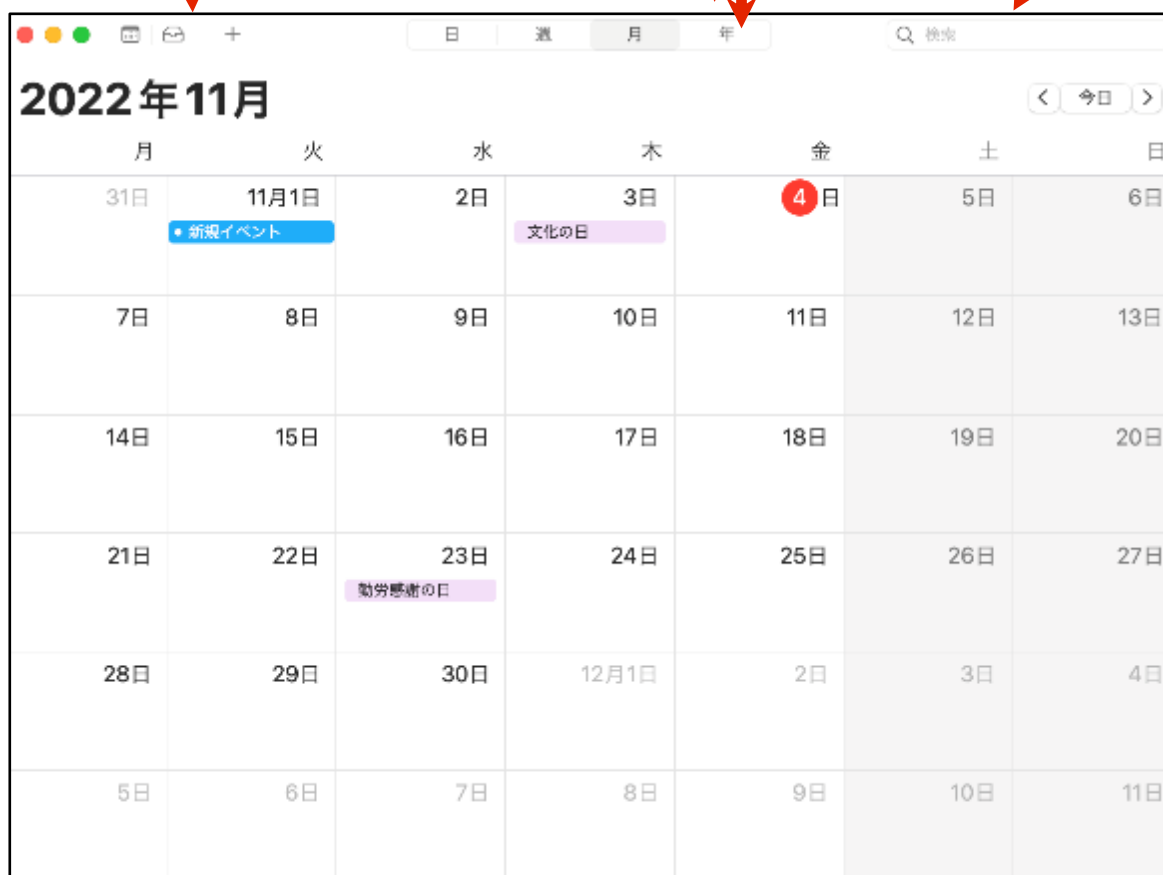 日 週 月 年 検索
2022年11月 今日
月 火 水 木 金 土 日
31日 11月1日 2日 3日 4日 5日 6日
新規イベント 文化の日
7日 8日 9日 10日 11日 12日 13日
14日 15日 16日 17日 18日 19日 20日
21日 22日 23日 24日 25日 26日 27日
勤労感謝の日
28日 29日 30日 12月1日 2日 3日 4日
5日 6日 7日 8日 9日 10日 11日